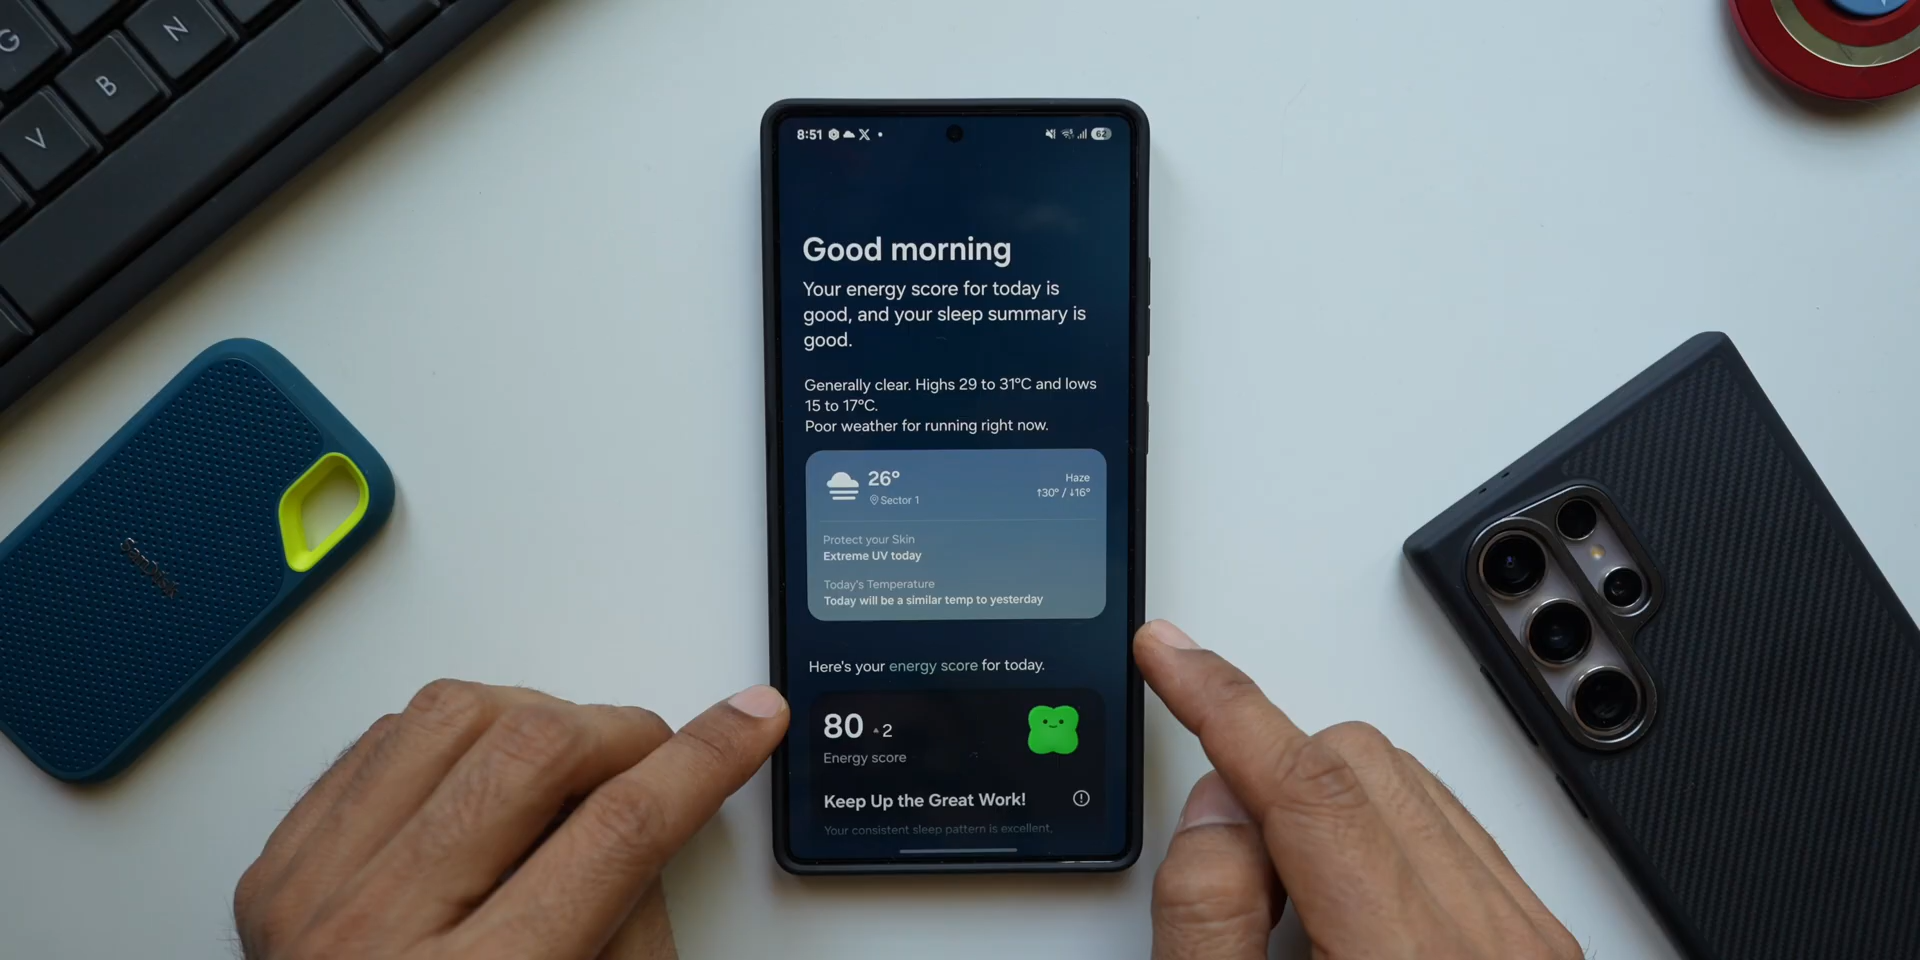 G
N
B
V
SanDisk
8:51
62
Good morning
Your energy score for today is
good, and your sleep summary is
good.
Generally clear. Highs 29 to 31°C and lows
15 to 17°C.
Poor weather for running right now.
26°
Haze
Sector 1
↑30° / ↓16°
Protect your Skin
Extreme UV today
Today's Temperature
Today will be a similar temp to yesterday
Here's your energy score for today.
80 ▲2
Energy score
Keep Up the Great Work!
Your consistent sleep pattern is excellent,